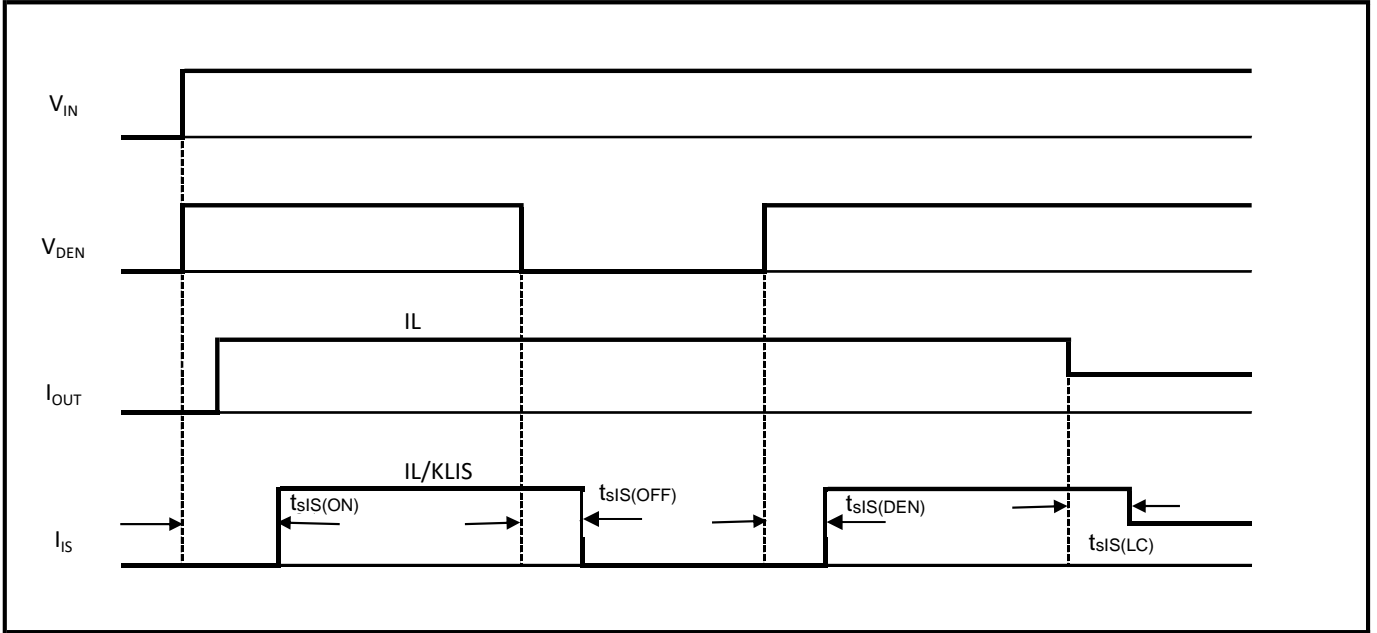 VIN
VDEN
IL
IOUT
IL/KLIS
tsIS(ON)
tsIS(OFF)
tsIS(DEN)
IIS
tsIS(LC)